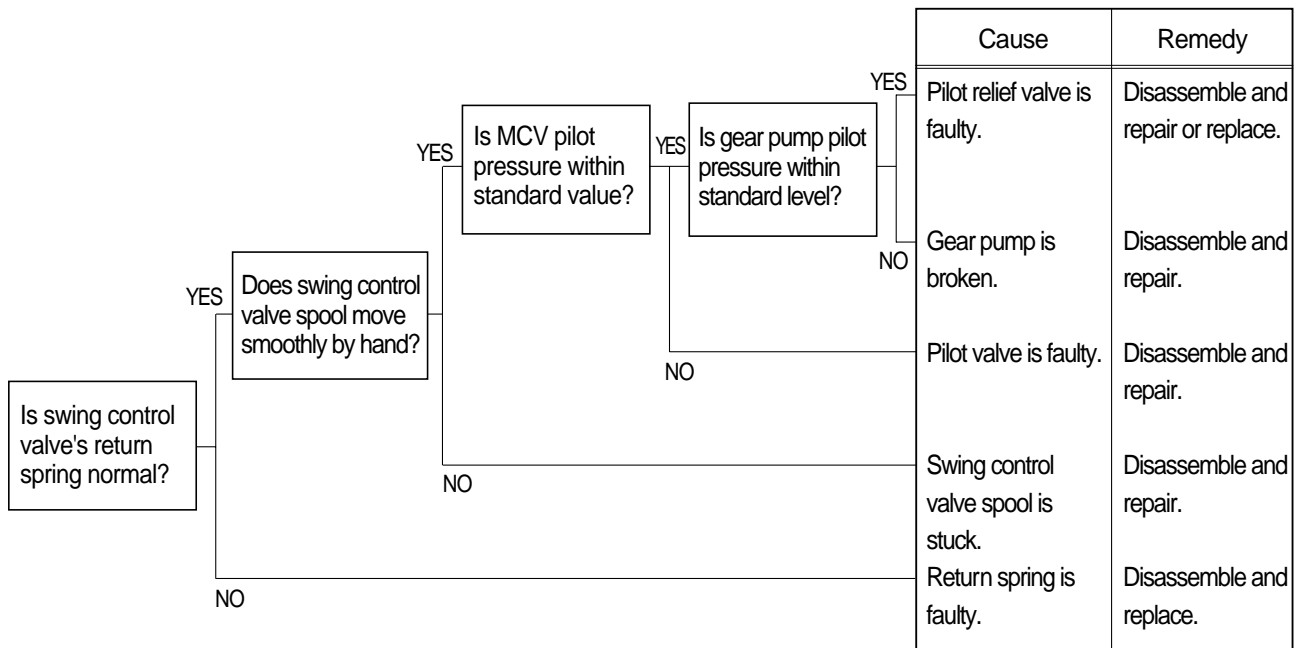 Cause
Remedy
YES
Pilot relief valve is
faulty.
Disassemble and
repair or replace.
YES
Is MCV pilot
pressure within
standard value?
YES
Is gear pump pilot
pressure within
standard level?
NO
Gear pump is
broken.
Disassemble and
repair.
YES
Does swing control
valve spool move
smoothly by hand?
NO
Pilot valve is faulty.
Disassemble and
repair.
Is swing control
valve's return
spring normal?
NO
Swing control
valve spool is
stuck.
Disassemble and
repair.
NO
Return spring is
faulty.
Disassemble and
replace.